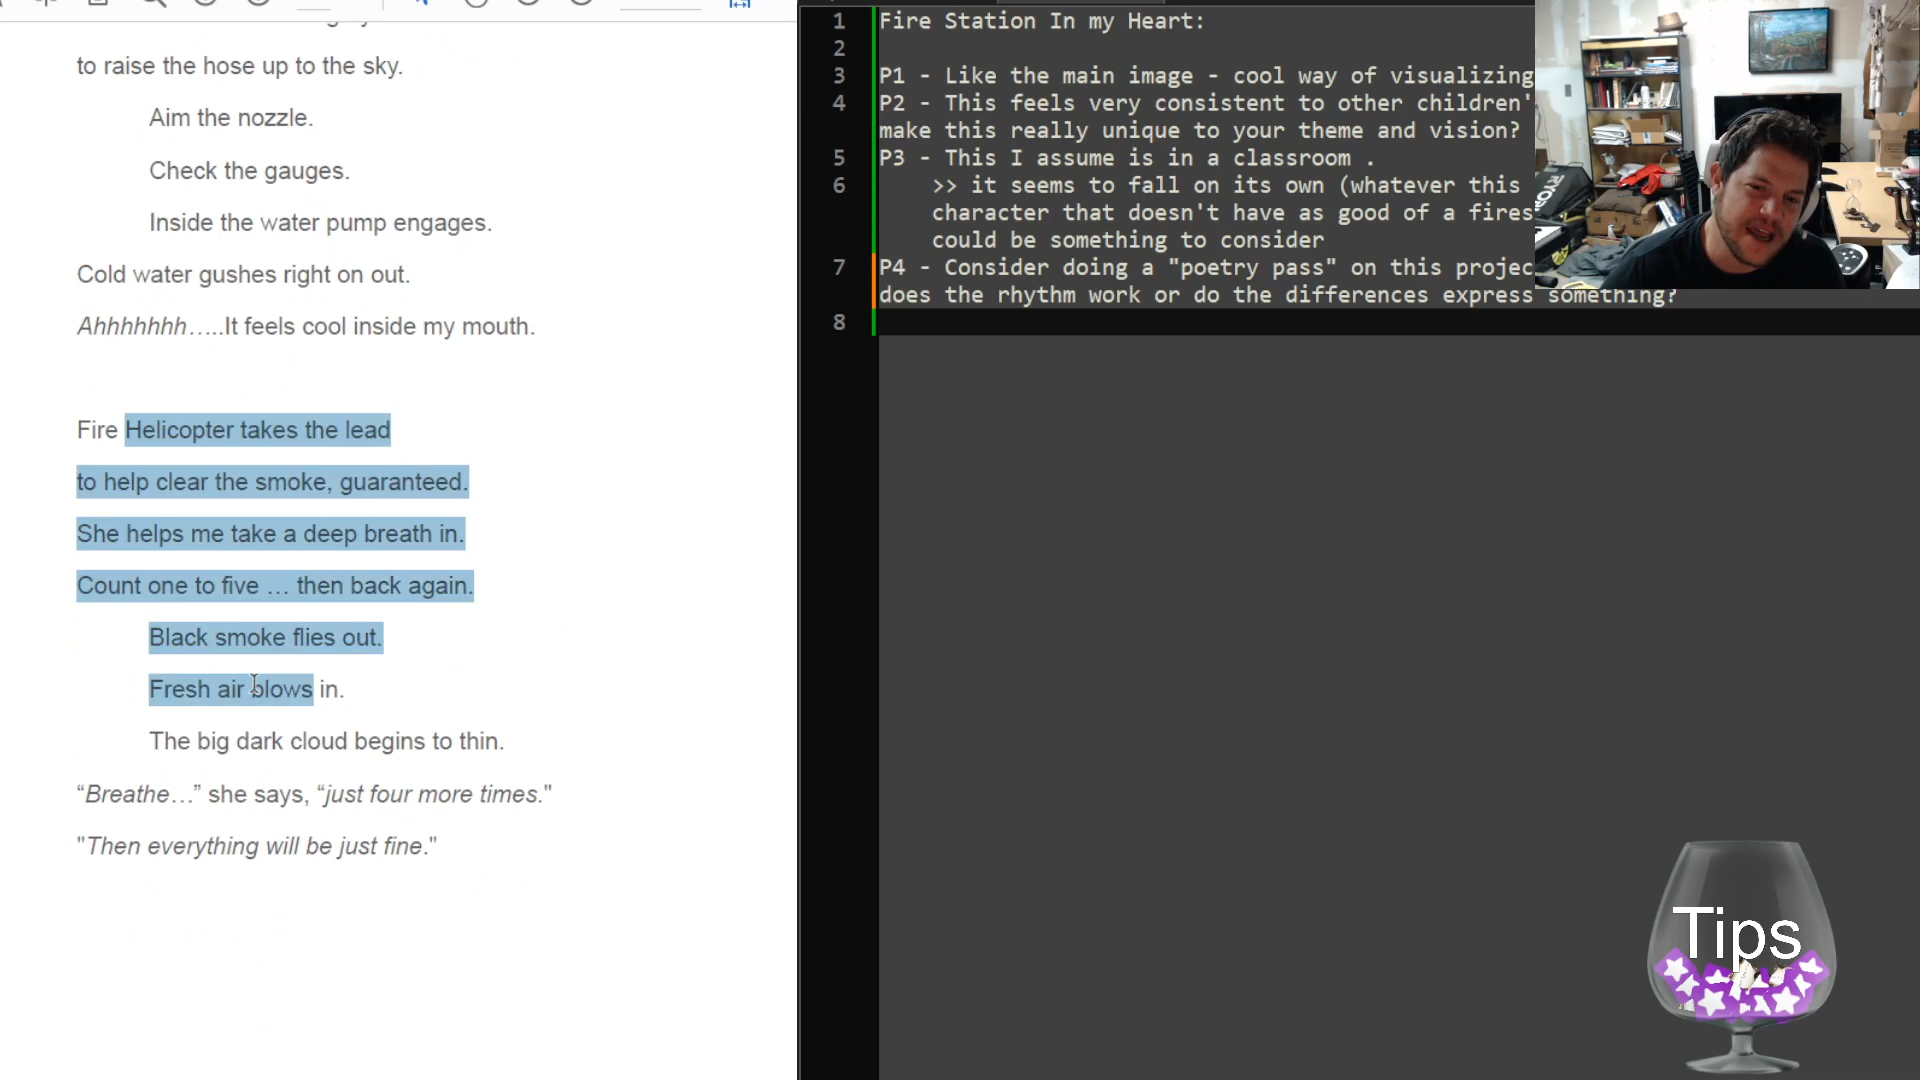 to raise the hose up to the sky.
Aim the nozzle.
Check the gauges.
Inside the water pump engages.
Cold water gushes right on out.
Ahhhhhhh…..It feels cool inside my mouth.
Fire Helicopter takes the lead
to help clear the smoke, guaranteed.
She helps me take a deep breath in.
Count one to five … then back again.
Black smoke flies out.
Fresh air blows in.
The big dark cloud begins to thin.
“Breathe…” she says, “just four more times."
"Then everything will be just fine."
1 Fire Station In my Heart:
2
3 P1 - Like the main image - cool way of visualizing
4 P2 - This feels very consistent to other children'
make this really unique to your theme and vision?
5 P3 - This I assume is in a classroom .
6 >> it seems to fall on its own (whatever this
character that doesn't have as good of a fires
could be something to consider
7 P4 - Consider doing a "poetry pass" on this projec
does the rhythm work or do the differences express something?
8
RYOBI
Tips